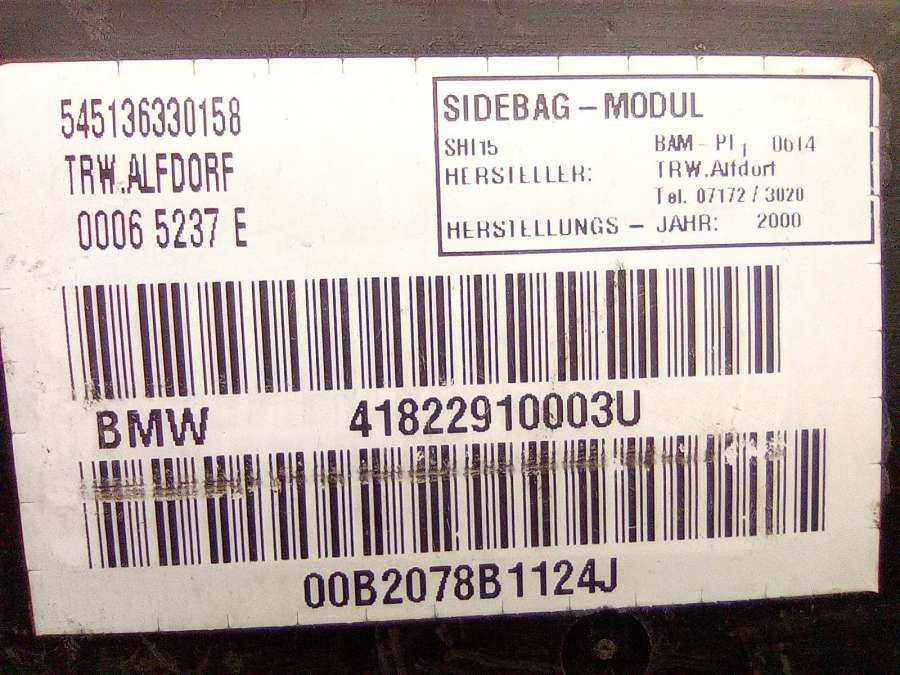 545136330158
TRW.ALFDORF
0006 5237 E
SIDEBAG - MODUL
SHI15 BAM - PI, 0614
HERSTELLER: TRW.Alfdorf
Tel. 07172 / 3020
HERSTELLUNGS - JAHR: 2000
BMW 41822910003U
00B2078B1124J